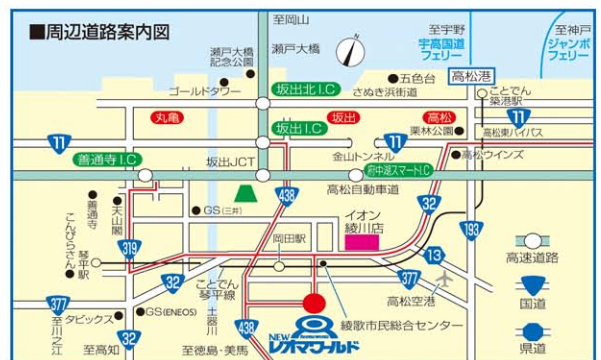 ■周辺道路案内図
至岡山
瀬戸大橋
瀬戸大橋
記念公園
ゴールドタワー
至宇野
宇高国道
フェリー
至神戸
ジャンボ
フェリー
五色台
さぬき浜街道
高松港
ことでん
築港駅
坂出北I.C
丸亀
坂出I.C
坂出
高松
栗林公園
高松東バイパス
11
11
11
善通寺I.C
坂出JCT
金山トンネル
府中湖スマートI.C
高松ウインズ
高松自動車道
438
32
193
善通寺
天山閣
GS(三井)
イオン
綾川店
岡田駅
こんぴらさん
琴平駅
319
32
ことでん
琴平線
土器川
13
377
高松空港
高速道路
国道
県道
377
至川之江
タピックス
GS(ENEOS)
32
至高知
438
至徳島・美馬
綾歌市民総合センター
NEW
レオマワールド